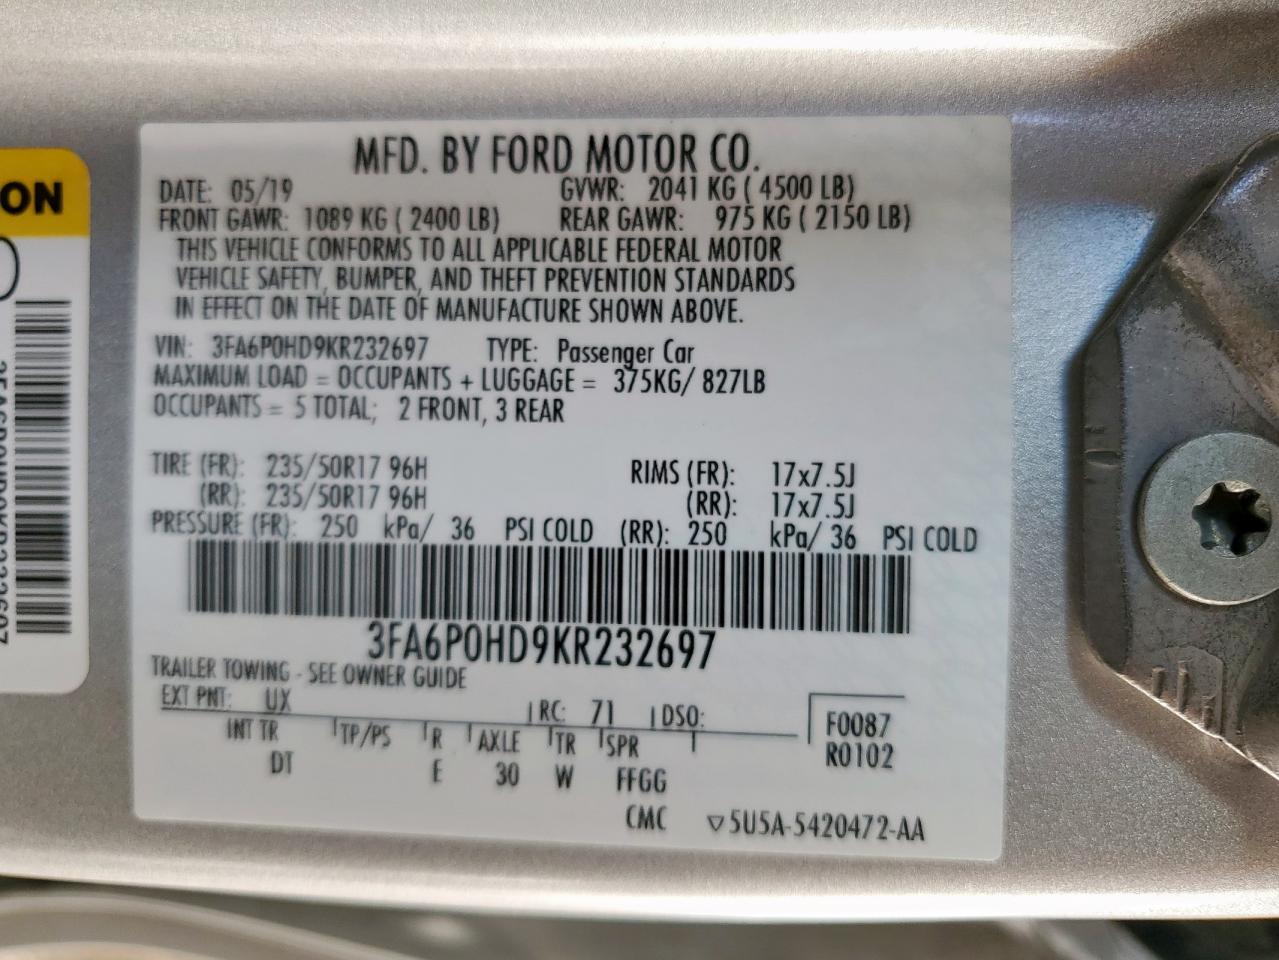 MFD. BY FORD MOTOR CO.
DATE: 05/19 GVWR: 2041 KG ( 4500 LB)
FRONT GAWR: 1089 KG ( 2400 LB) REAR GAWR: 975 KG ( 2150 LB)
THIS VEHICLE CONFORMS TO ALL APPLICABLE FEDERAL MOTOR
VEHICLE SAFETY, BUMPER, AND THEFT PREVENTION STANDARDS
IN EFFECT ON THE DATE OF MANUFACTURE SHOWN ABOVE.
VIN: 3FA6P0HD9KR232697 TYPE: Passenger Car
MAXIMUM LOAD = OCCUPANTS + LUGGAGE = 375KG/ 827LB
OCCUPANTS = 5 TOTAL; 2 FRONT, 3 REAR
TIRE (FR): 235/50R17 96H RIMS (FR): 17x7.5J
(RR): 235/50R17 96H (RR): 17x7.5J
PRESSURE (FR): 250 kPa/ 36 PSI COLD (RR): 250 kPa/ 36 PSI COLD
3FA6P0HD9KR232697
TRAILER TOWING - SEE OWNER GUIDE
EXT PNT: UX RC: 71 DSO:
INT TR TP/PS R AXLE TR SPR
DT E 30 W FFGG
F0087
R0102
CMC ▽5U5A-5420472-AA
ON